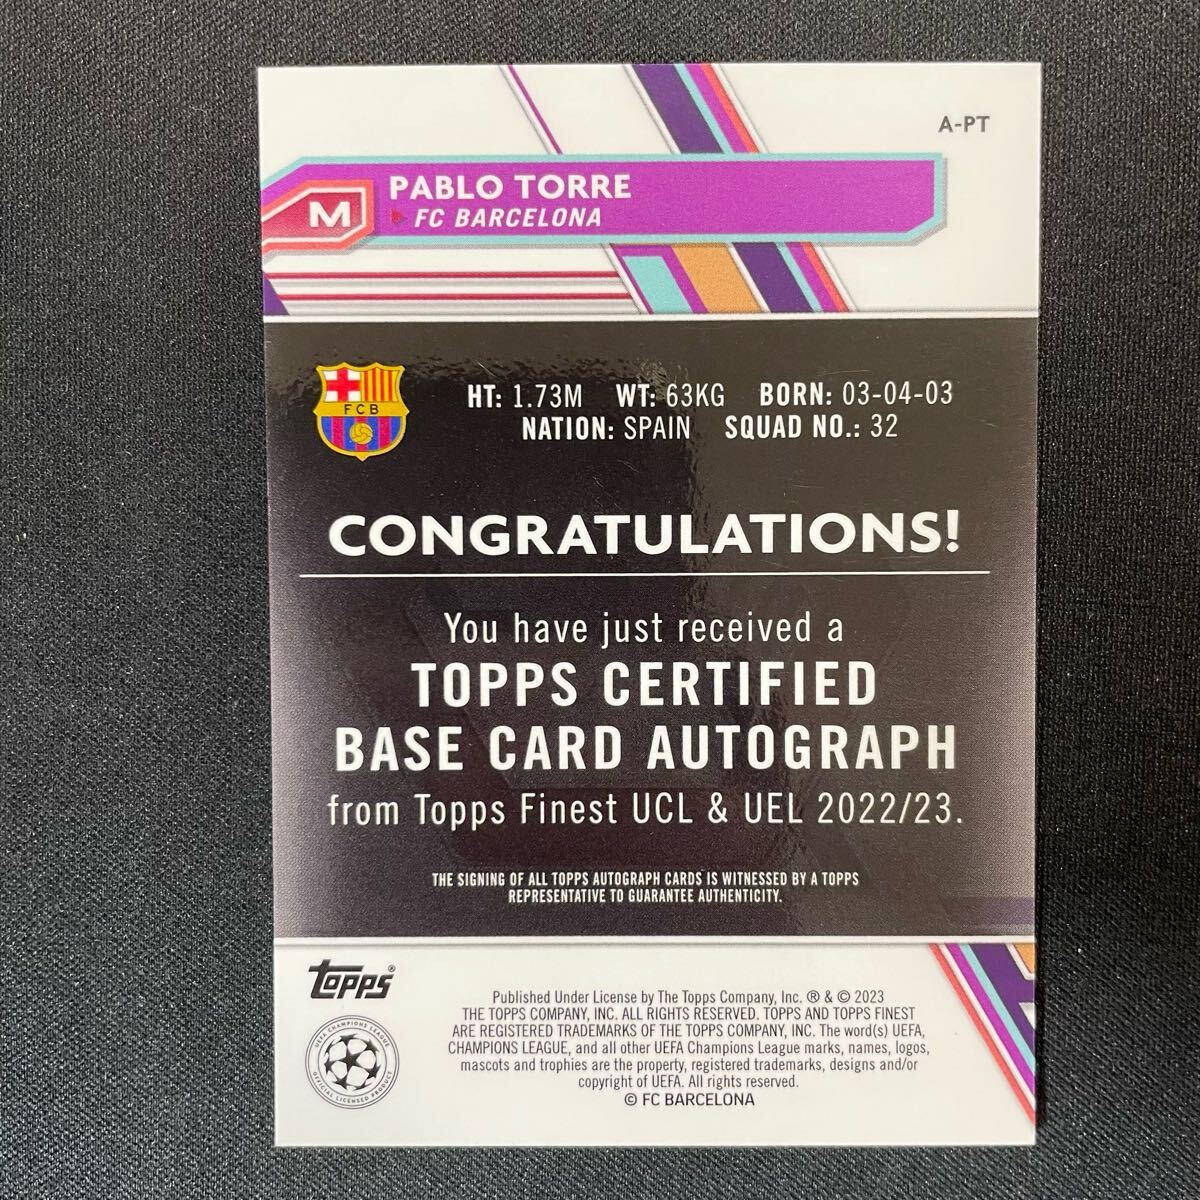 A-PT
M
PABLO TORRE
FC BARCELONA
FCB
HT: 1.73M WT: 63KG BORN: 03-04-03
NATION: SPAIN SQUAD NO.: 32
CONGRATULATIONS!
You have just received a
TOPPS CERTIFIED
BASE CARD AUTOGRAPH
from Topps Finest UCL & UEL 2022/23.
THE SIGNING OF ALL TOPPS AUTOGRAPH CARDS IS WITNESSED BY A TOPPS
REPRESENTATIVE TO GUARANTEE AUTHENTICITY.
topps®
UEFA CHAMPIONS LEAGUE
OFFICIAL LICENSED PRODUCT
Published Under License by The Topps Company, Inc. ® & © 2023
THE TOPPS COMPANY, INC. ALL RIGHTS RESERVED. TOPPS AND TOPPS FINEST
ARE REGISTERED TRADEMARKS OF THE TOPPS COMPANY, INC. The word(s) UEFA,
CHAMPIONS LEAGUE, and all other UEFA Champions League marks, names, logos,
mascots and trophies are the property, registered trademarks, designs and/or
copyright of UEFA. All rights reserved.
© FC BARCELONA